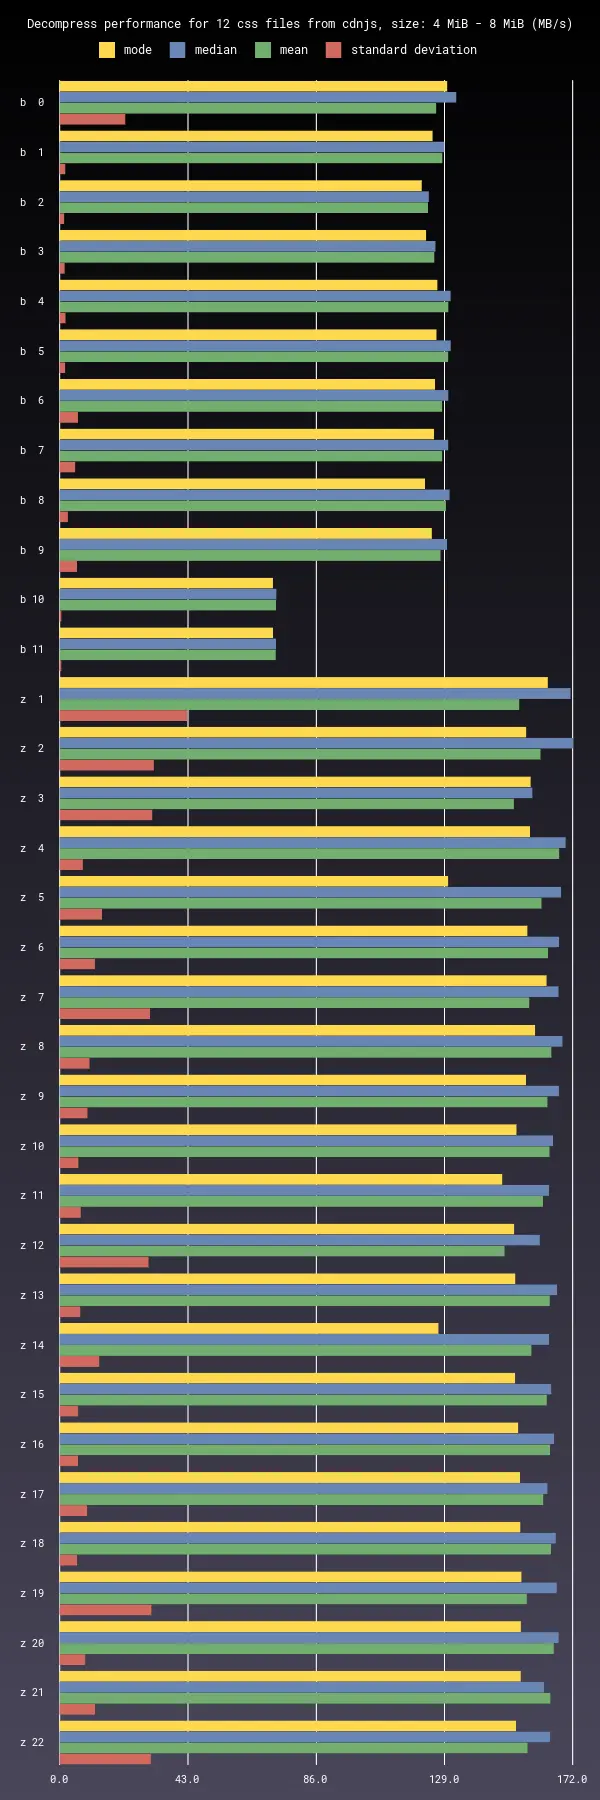 Decompress performance for 12 css files from cdnjs, size: 4 MiB - 8 MiB (MB/s)
mode median mean standard deviation
b 0
b 1
b 2
b 3
b 4
b 5
b 6
b 7
b 8
b 9
b 10
b 11
z 1
z 2
z 3
z 4
z 5
z 6
z 7
z 8
z 9
z 10
z 11
z 12
z 13
z 14
z 15
z 16
z 17
z 18
z 19
z 20
z 21
z 22
0.0 43.0 86.0 129.0 172.0